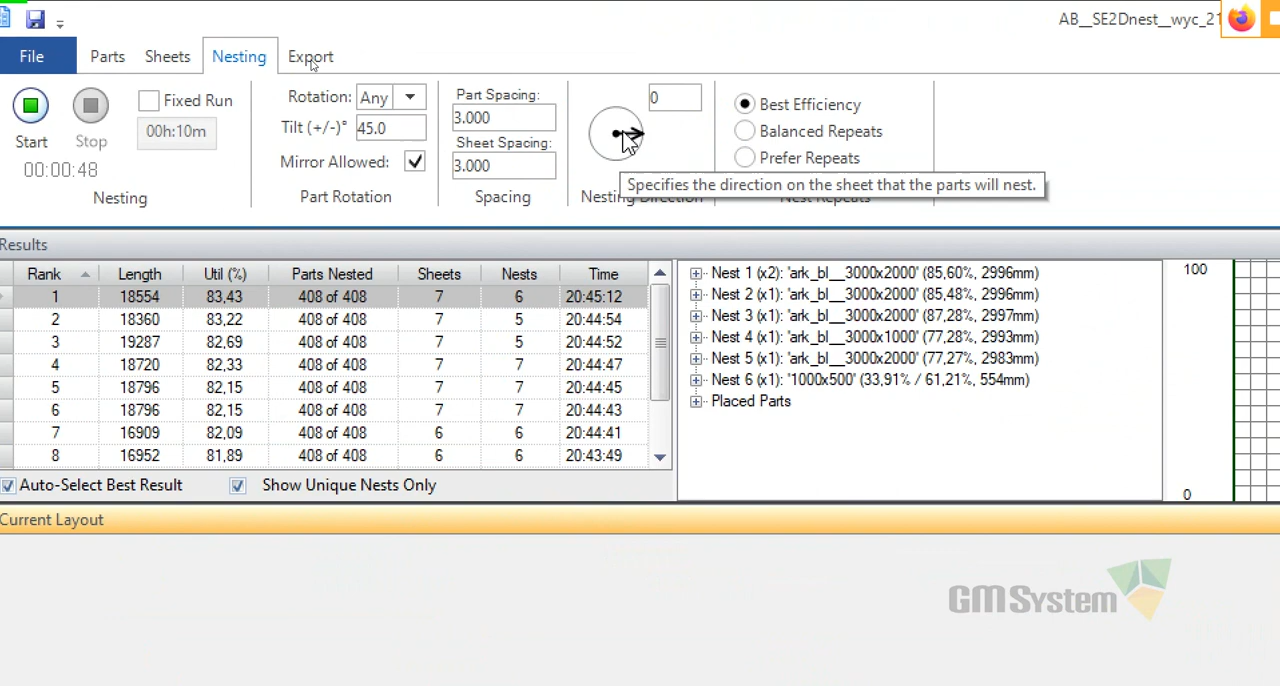 AB__SE2Dnest__wyc_21
File Parts Sheets Nesting Export
Start
Stop
00:00:48
Fixed Run
00h:10m
Nesting
Rotation: Any
Tilt (+/-)° 45.0
Mirror Allowed:
Part Rotation
Part Spacing:
3.000
Sheet Spacing:
3.000
Spacing
0
Nesting Direction
Best Efficiency
Balanced Repeats
Prefer Repeats
Nest Repeats
Specifies the direction on the sheet that the parts will nest.
Results
Rank Length Util (%) Parts Nested Sheets Nests Time
1 18554 83,43 408 of 408 7 6 20:45:12
2 18360 83,22 408 of 408 7 5 20:44:54
3 19287 82,69 408 of 408 7 5 20:44:52
4 18720 82,33 408 of 408 7 7 20:44:47
5 18796 82,15 408 of 408 7 7 20:44:45
6 18796 82,15 408 of 408 7 7 20:44:43
7 16909 82,09 408 of 408 6 6 20:44:41
8 16952 81,89 408 of 408 6 6 20:43:49
Auto-Select Best Result Show Unique Nests Only
Nest 1 (x2): 'ark_bl__3000x2000' (85,60%, 2996mm)
Nest 2 (x1): 'ark_bl__3000x2000' (85,48%, 2996mm)
Nest 3 (x1): 'ark_bl__3000x2000' (87,28%, 2997mm)
Nest 4 (x1): 'ark_bl__3000x1000' (77,28%, 2993mm)
Nest 5 (x1): 'ark_bl__3000x2000' (77,27%, 2983mm)
Nest 6 (x1): '1000x500' (33,91% / 61,21%, 554mm)
Placed Parts
100
0
Current Layout
GMSystem